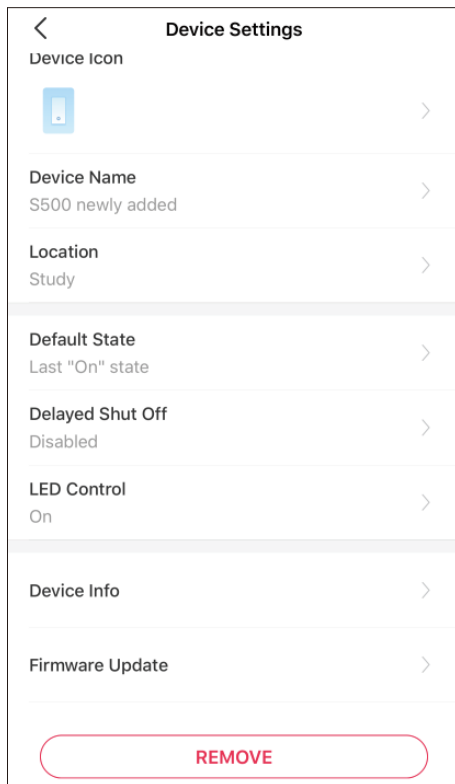 Device Settings
Device Icon
Device Name
S500 newly added
Location
Study
Default State
Last "On" state
Delayed Shut Off
Disabled
LED Control
On
Device Info
Firmware Update
REMOVE